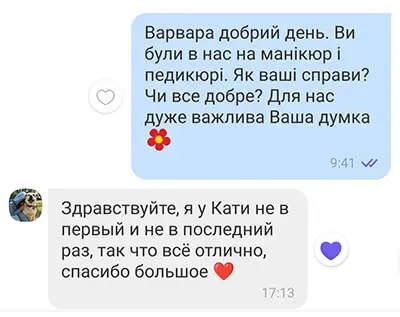 Варвара добрий день. Ви
були в нас на манікюр і
педикюрі. Як ваші справи?
Чи все добре? Для нас
дуже важлива Ваша думка
9:41
Здравствуйте, я у Кати не в
первый и не в последний
раз, так что всё отлично,
спасибо большое ❤️
17:13